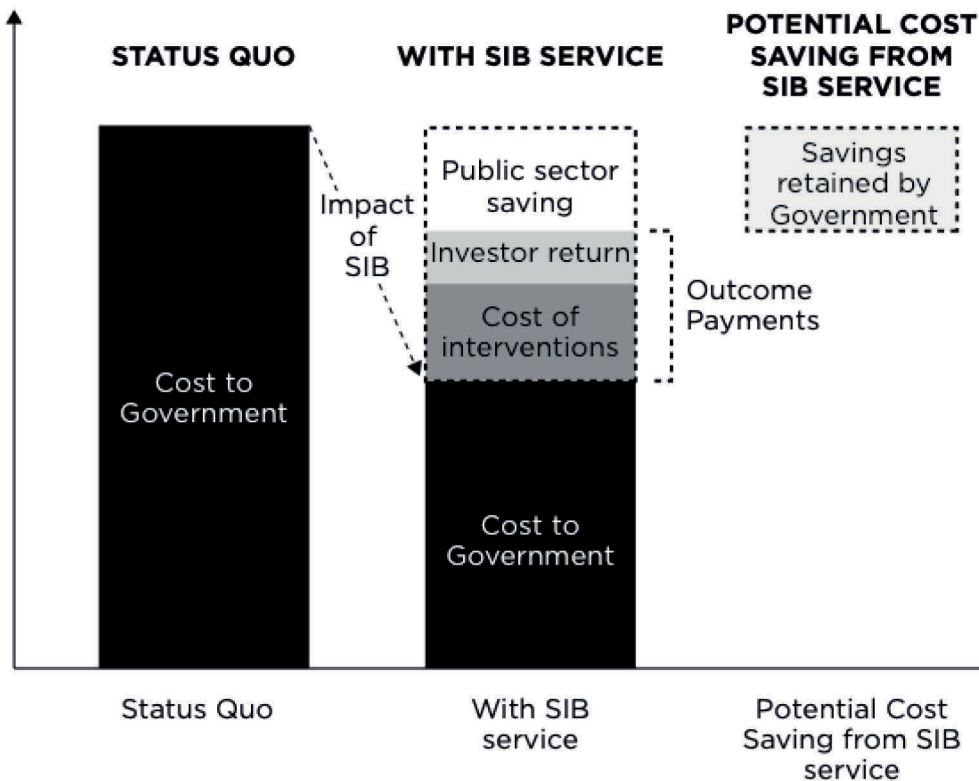 STATUS QUO
WITH SIB SERVICE
POTENTIAL COST
SAVING FROM
SIB SERVICE
Cost to
Government
Impact
of
SIB
Public sector
saving
Investor return
Cost of
interventions
Cost to
Government
Outcome
Payments
Savings
retained by
Government
Status Quo
With SIB
service
Potential Cost
Saving from SIB
service